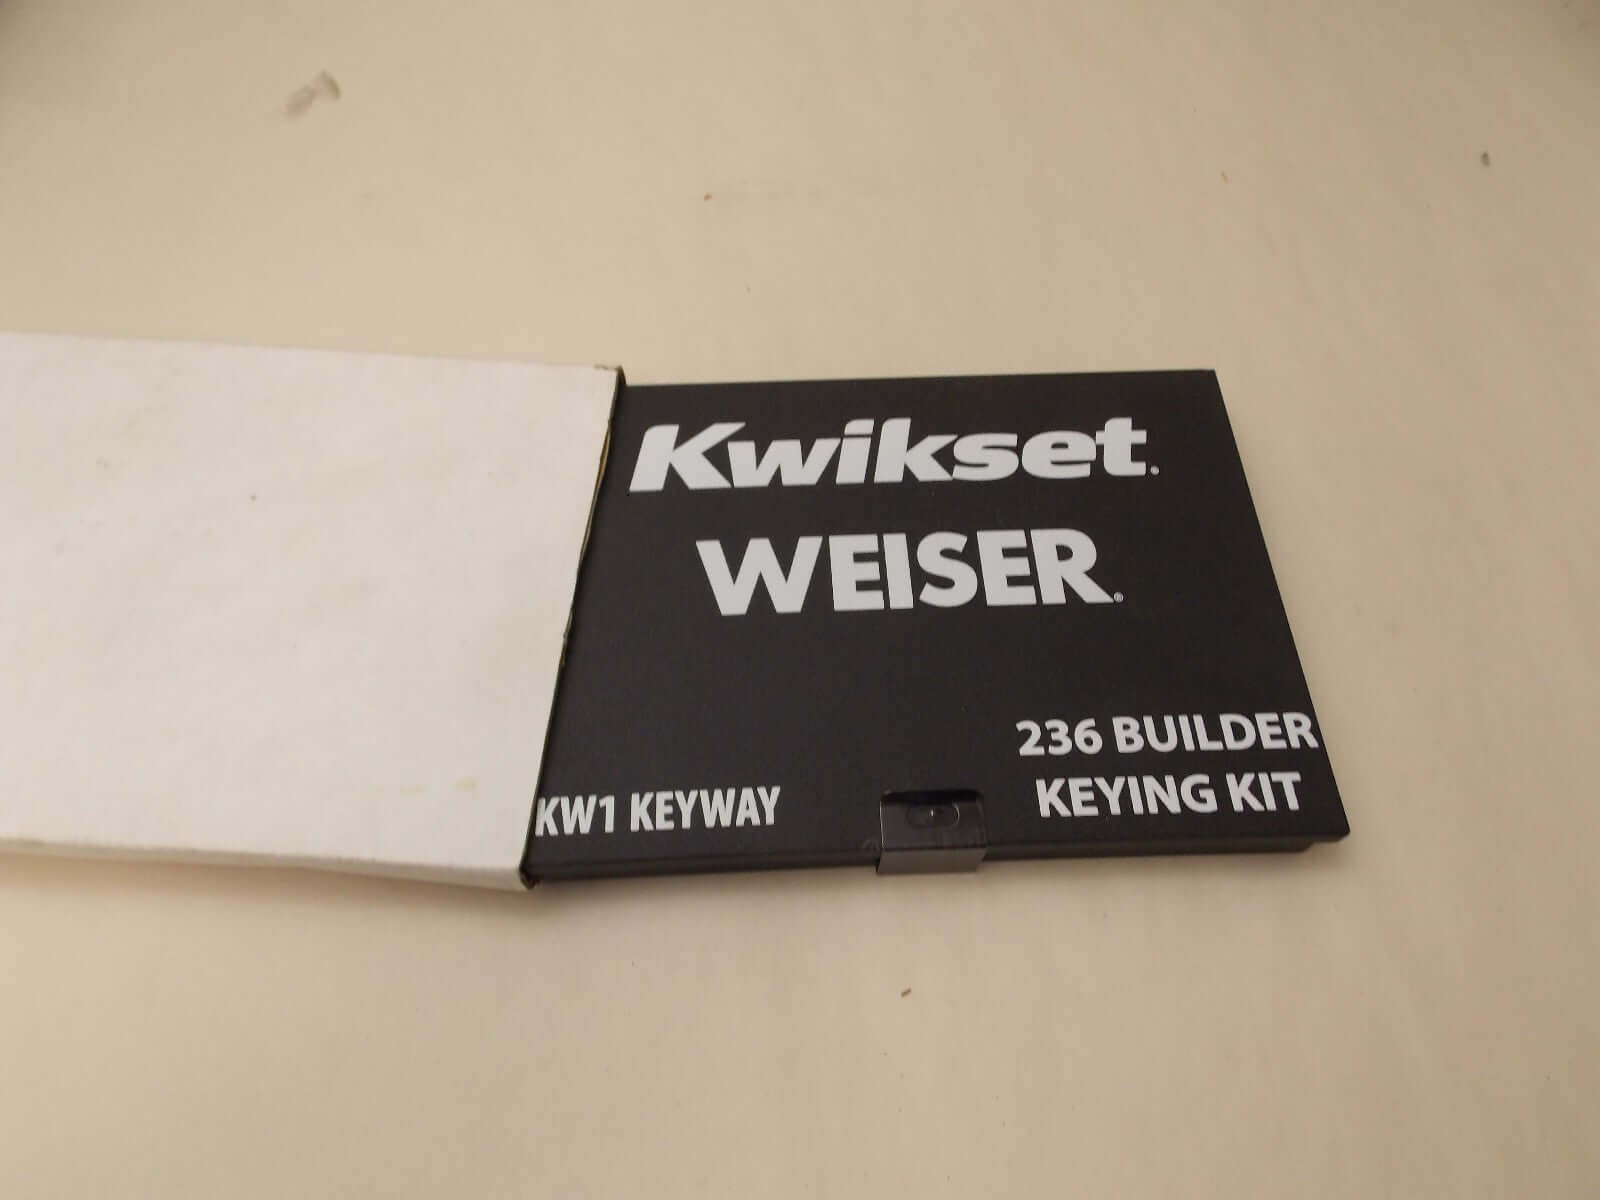 Kwikset.
WEISER®
236 BUILDER
KEYING KIT
KW1 KEYWAY